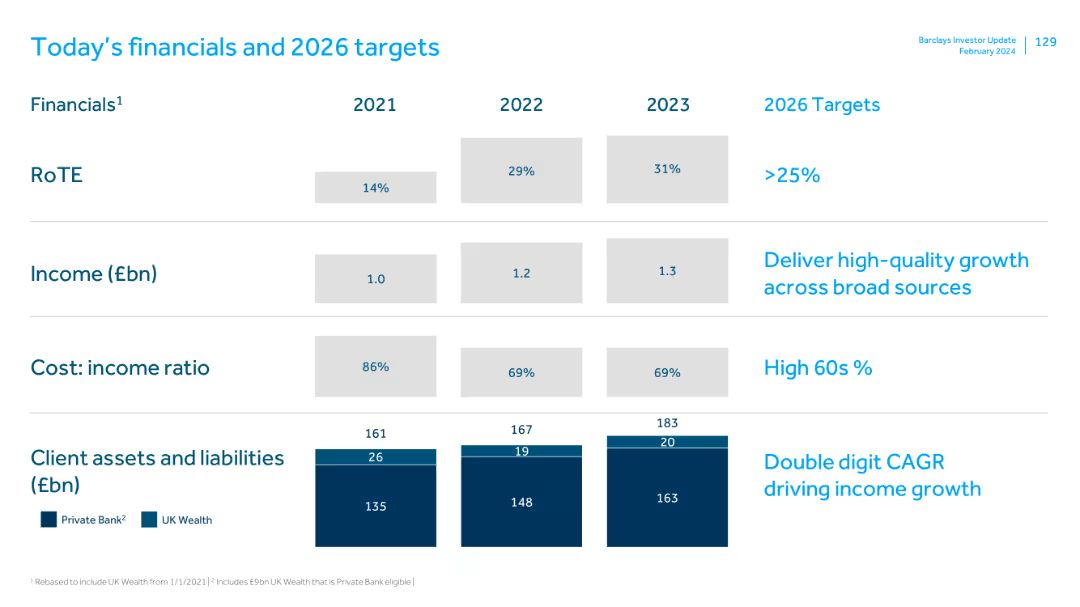 Today's financials and 2026 targets
Barclays Investor Update
February 2024
129
Financials¹ 2021 2022 2023 2026 Targets
RoTE 14% 29% 31% >25%
Income (£bn) 1.0 1.2 1.3 Deliver high-quality growth
across broad sources
Cost: income ratio 86% 69% 69% High 60s %
161 167 183
26 19 20
Client assets and liabilities
(£bn)
135 148 163
Double digit CAGR
driving income growth
Private Bank² UK Wealth
¹ Rebased to include UK Wealth from 1/1/2021 | ² Includes £9bn UK Wealth that is Private Bank eligible |